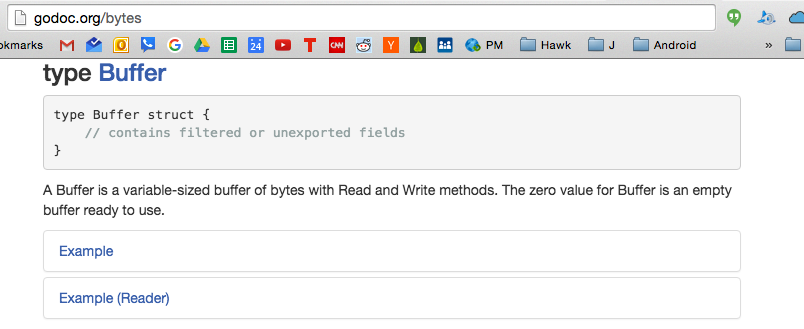 godoc.org/bytes
okmarks 24 T CNN Y PM Hawk J Android »
type Buffer
type Buffer struct {
// contains filtered or unexported fields
}
A Buffer is a variable-sized buffer of bytes with Read and Write methods. The zero value for Buffer is an empty
buffer ready to use.
Example
Example (Reader)